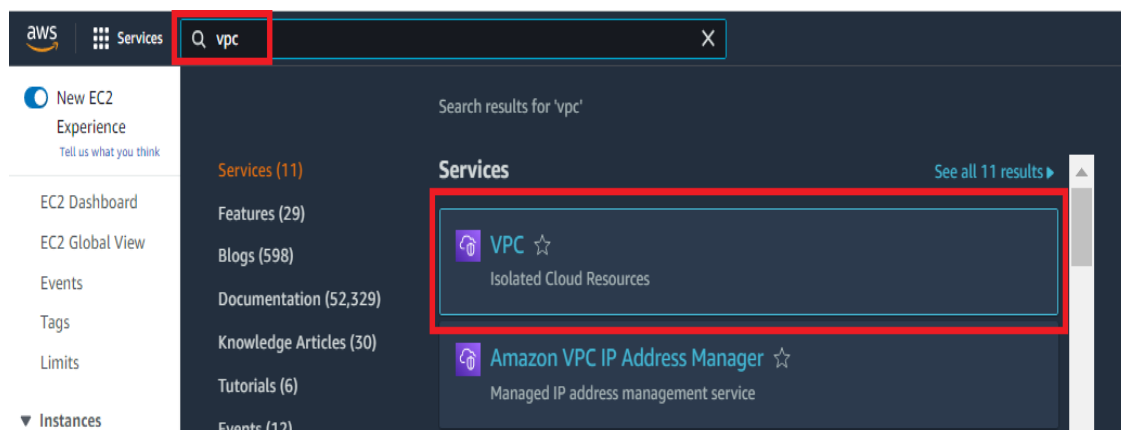 aws Services vpc X
New EC2
Experience
Tell us what you think
EC2 Dashboard
EC2 Global View
Events
Tags
Limits
Instances
Services (11)
Features (29)
Blogs (598)
Documentation (52,329)
Knowledge Articles (30)
Tutorials (6)
Events (12)
Search results for 'vpc'
Services See all 11 results
VPC
Isolated Cloud Resources
Amazon VPC IP Address Manager
Managed IP address management service